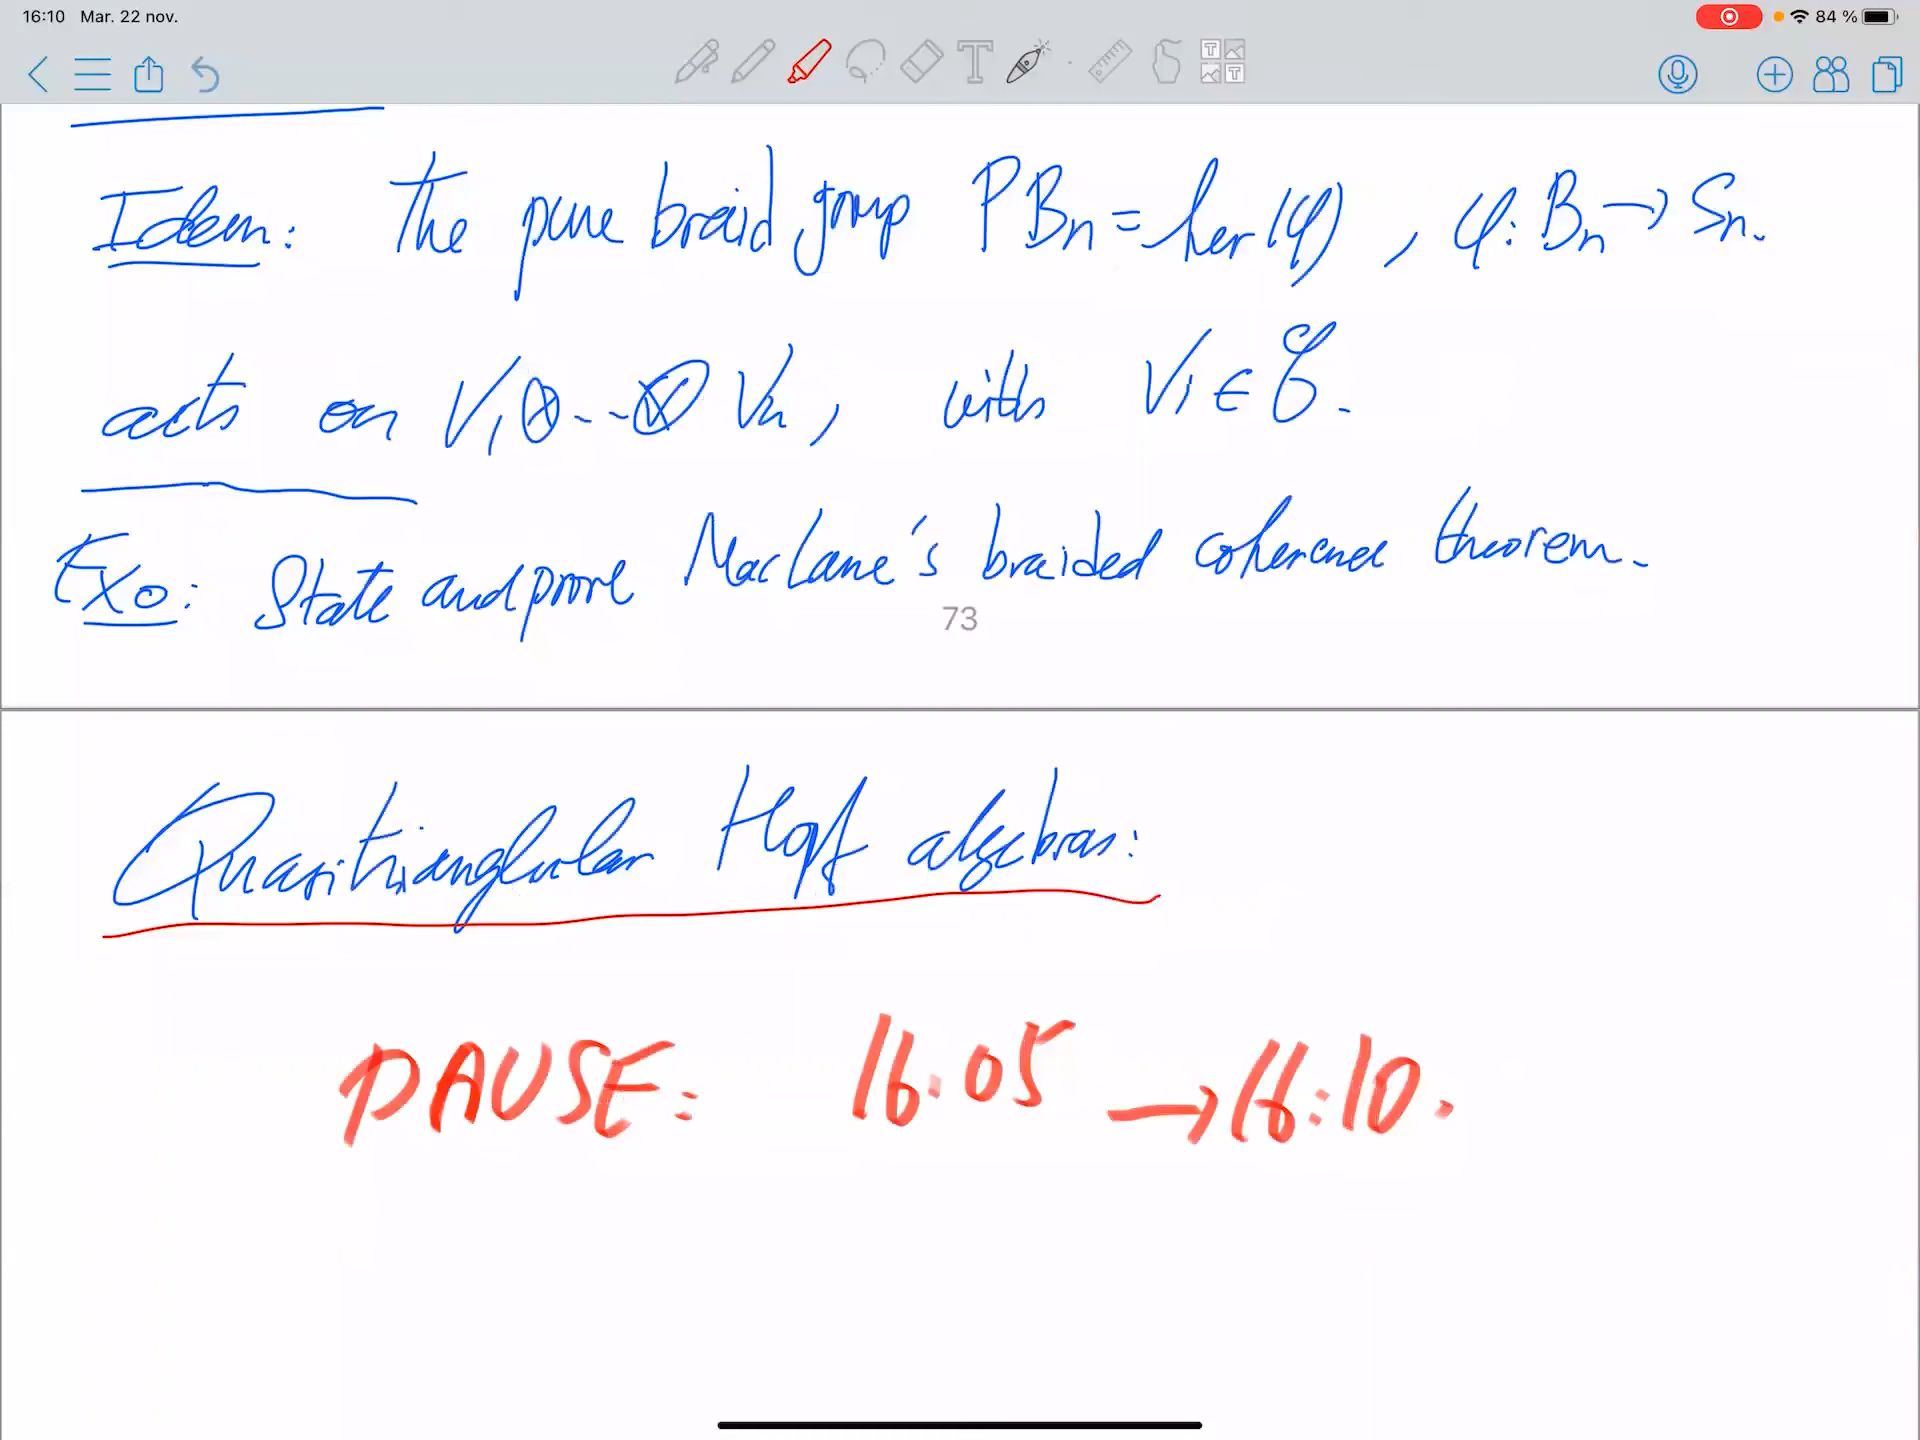 16:10 Mar. 22 nov. 84 %
Idem: the pure braid group PBn = ker(φ), φ: Bn → Sn.
acts on V1⊗--⊗ Vn, with Vi ∈ C.
Exo: State and prove MacLane's braided coherence theorem.
73
Quasitrianglular Hopf algebras:
PAUSE: 16:05 → 16:10.